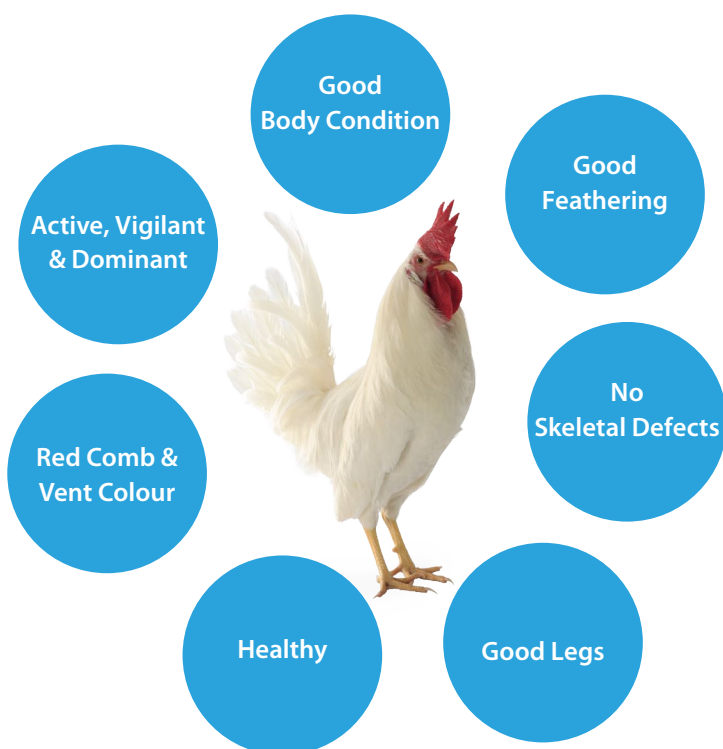 Good
Body Condition
Good
Feathering
No
Skeletal Defects
Good Legs
Healthy
Red Comb &
Vent Colour
Active, Vigilant
& Dominant